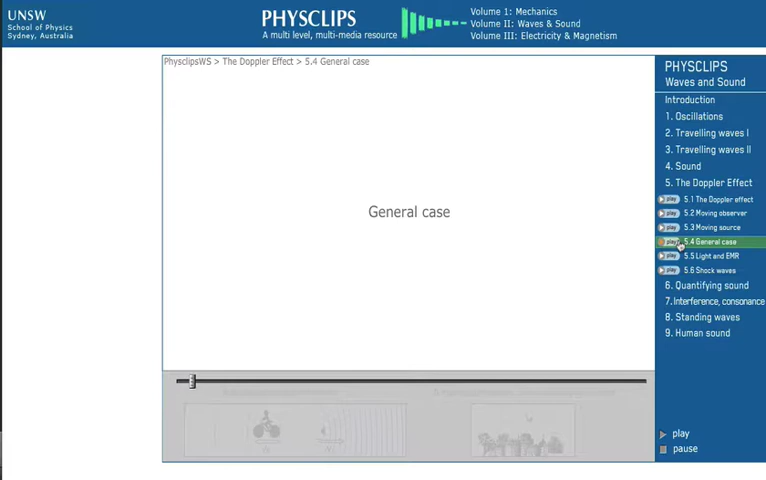 UNSW
School of Physics
Sydney, Australia
PHYSCLIPS
A multi level, multi-media resource
Volume 1: Mechanics
Volume II: Waves & Sound
Volume III: Electricity & Magnetism
PhysclipsWS > The Doppler Effect > 5.4 General case
General case
PHYSCLIPS
Waves and Sound
Introduction
1. Oscillations
2. Travelling waves I
3. Travelling waves II
4. Sound
5. The Doppler Effect
play 5.1 The Doppler effect
play 5.2 Moving observer
play 5.3 Moving source
play 5.4 General case
play 5.5 Light and EMR
play 5.6 Shock waves
6. Quantifying sound
7. Interference, consonance
8. Standing waves
9. Human sound
play
pause